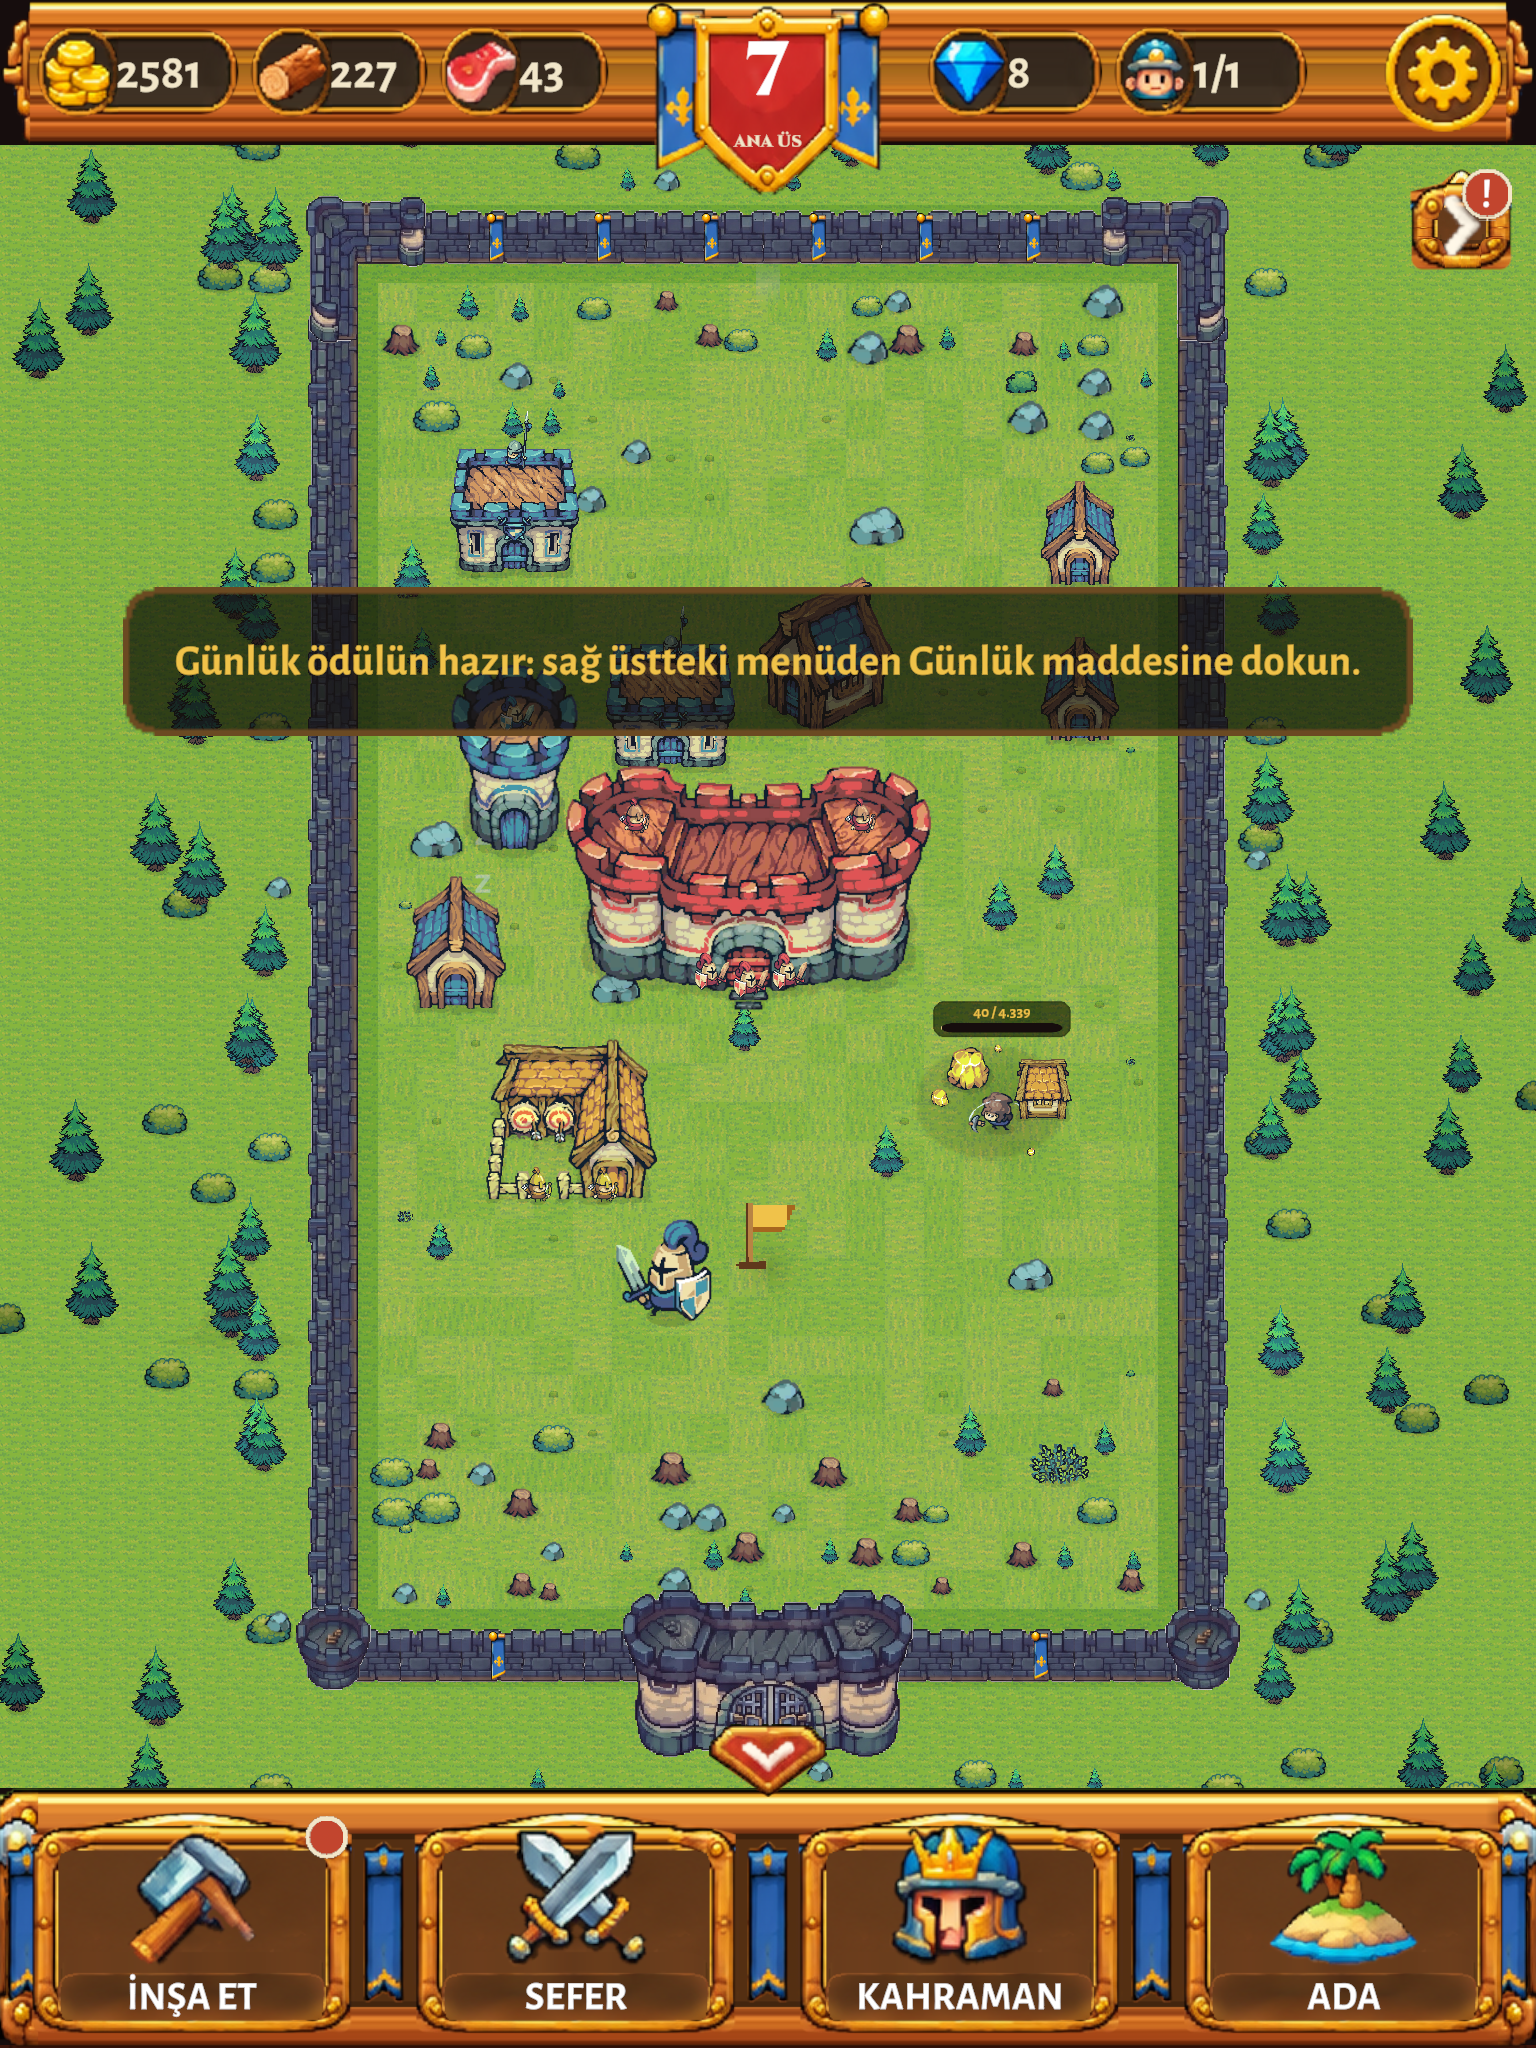 2581
227
43
7
ANA ÜS
8
1/1
!
Günlük ödülün hazır: sağ üstteki menüden Günlük maddesine dokun.
Z
40/4.339
İNŞA ET
SEFER
KAHRAMAN
ADA